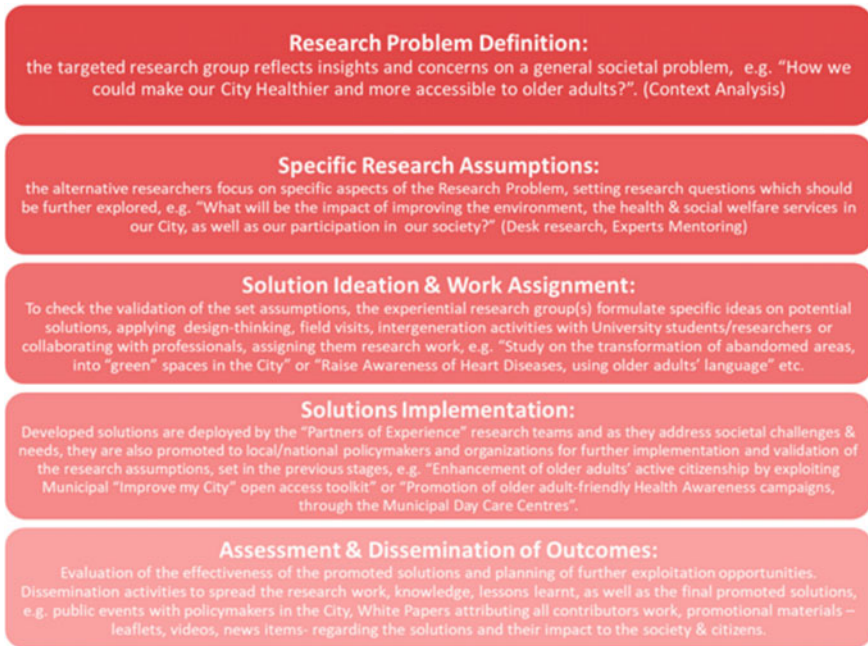 Research Problem Definition:
the targeted research group reflects insights and concerns on a general societal problem, e.g. “How we
could make our City Healthier and more accessible to older adults?”. (Context Analysis)
Specific Research Assumptions:
the alternative researchers focus on specific aspects of the Research Problem, setting research questions which should
be further explored, e.g. “What will be the impact of improving the environment, the health & social welfare services in
our City, as well as our participation in our society?” (Desk research, Experts Mentoring)
Solution Ideation & Work Assignment:
To check the validation of the set assumptions, the experiential research group(s) formulate specific ideas on potential
solutions, applying design-thinking, field visits, intergeneration activities with University students/researchers or
collaborating with professionals, assigning them research work, e.g. “Study on the transformation of abandomed areas,
into “green” spaces in the City” or “Raise Awareness of Heart Diseases, using older adults’ language” etc.
Solutions Implementation:
Developed solutions are deployed by the “Partners of Experience” research teams and as they address societal challenges &
needs, they are also promoted to local/national policymakers and organizations for further implementation and validation
of the research assumptions, set in the previous stages, e.g. “Enhancement of older adults’ active citizenship by exploiting
Municipal “Improve my City” open access toolkit” or “Promotion of older adult-friendly Health Awareness campaigns,
through the Municipal Day Care Centres”.
Assessment & Dissemination of Outcomes:
Evaluation of the effectiveness of the promoted solutions and planning of further exploitation opportunities.
Dissemination activities to spread the research work, knowledge, lessons learnt, as well as the final promoted solutions,
e.g. public events with policymakers in the City, White Papers attributing all contributors work, promotional materials –
leaflets, videos, news items- regarding the solutions and their impact to the society & citizens.